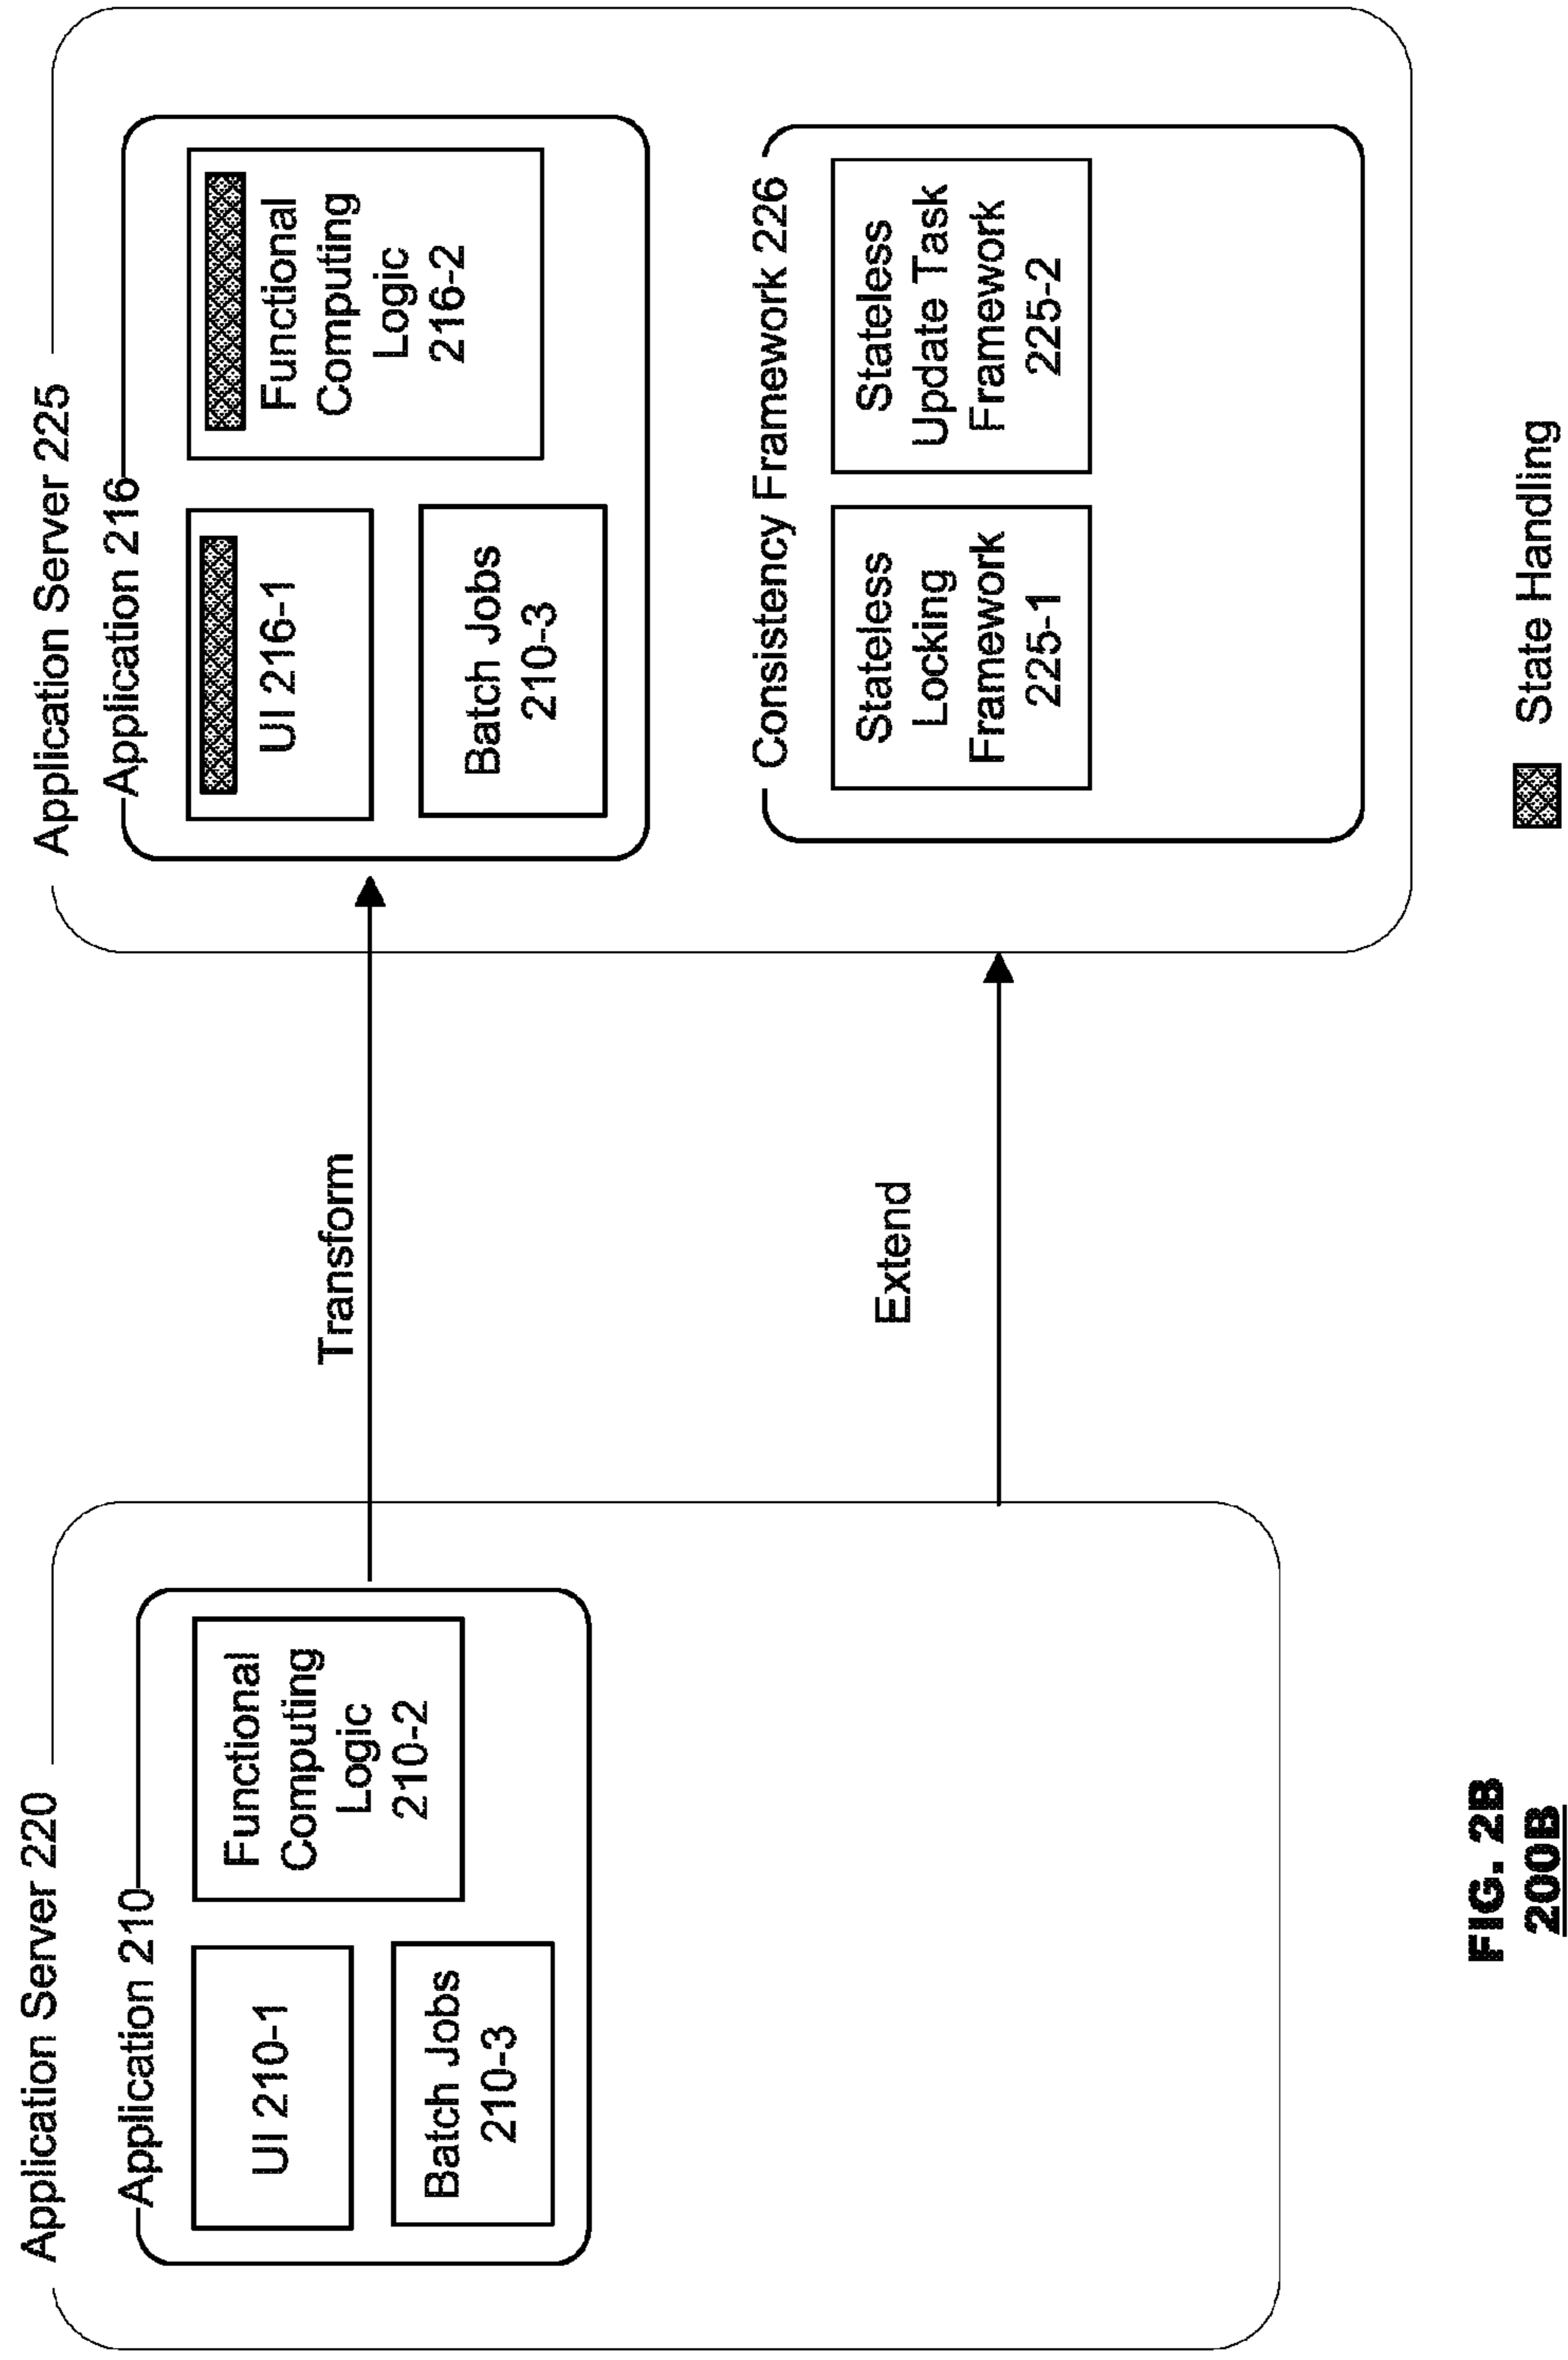 Application Server 220
Application 210
UI 210-1
Functional
Computing
Logic
210-2
Batch Jobs
210-3
Transform
Extend
Application Server 225
Application 216
UI 216-1
Functional
Computing
Logic
216-2
Batch Jobs
210-3
Consistency Framework 226
Stateless
Locking
Framework
225-1
Stateless
Update Task
Framework
225-2
State Handling
FIG. 2B
200B